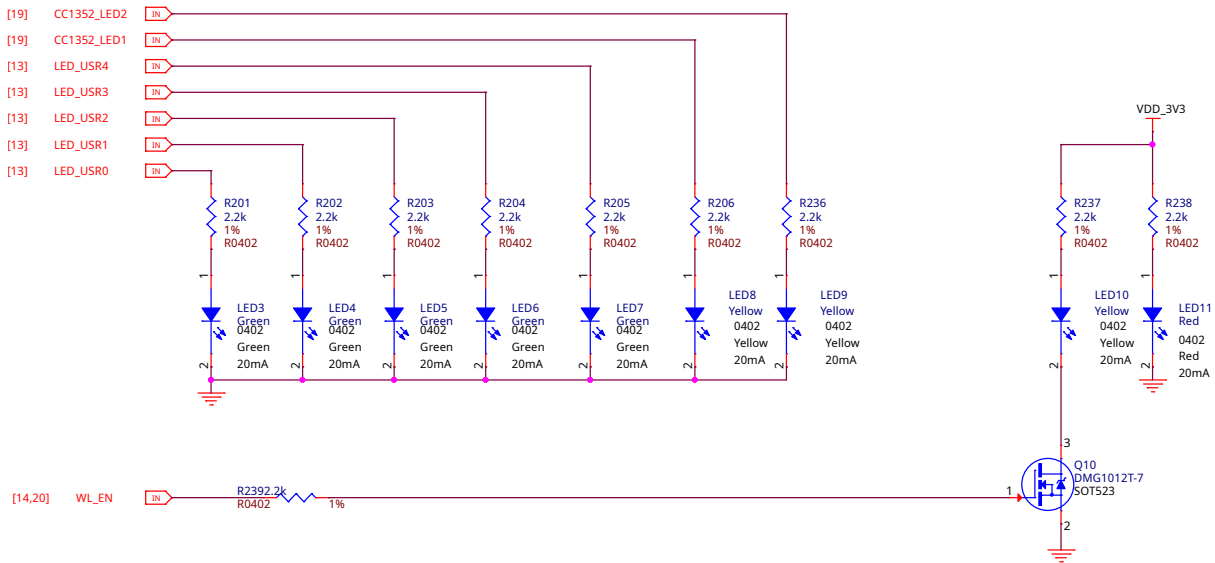 [19] CC1352_LED2 IN
[19] CC1352_LED1 IN
[13] LED_USR4 IN
[13] LED_USR3 IN
[13] LED_USR2 IN
[13] LED_USR1 IN
[13] LED_USR0 IN
VDD_3V3
R201 R202 R203 R204 R205 R206 R236 R237 R238
2.2k 2.2k 2.2k 2.2k 2.2k 2.2k 2.2k 2.2k 2.2k
1% 1% 1% 1% 1% 1% 1% 1% 1%
R0402 R0402 R0402 R0402 R0402 R0402 R0402 R0402 R0402
1 1 1 1 1 1 1 1 1
LED3
Green
0402
Green
20mA
LED4
Green
0402
Green
20mA
LED5
Green
0402
Green
20mA
LED6
Green
0402
Green
20mA
LED7
Green
0402
Green
20mA
LED8
Yellow
0402
Yellow
20mA
LED9
Yellow
0402
Yellow
20mA
LED10
Yellow
0402
Yellow
20mA
LED11
Red
0402
Red
20mA
2 2 2 2 2 2 2 2 2
[14,20] WL_EN IN
R239 2.2k
R0402 1%
3
1
Q10
DMG1012T-7
SOT523
2